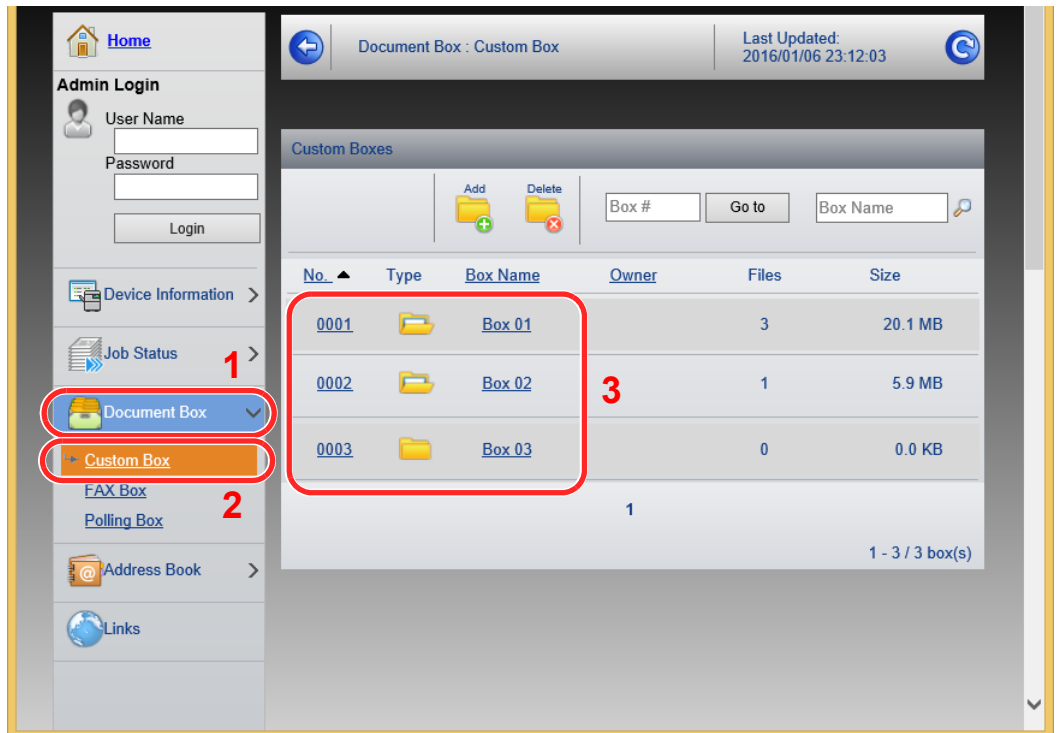 Home
Admin Login
User Name
Password
Login
Device Information
Job Status
1
Document Box
Custom Box
2
FAX Box
Polling Box
Address Book
Links
Document Box : Custom Box
Last Updated:
2016/01/06 23:12:03
Custom Boxes
Add Delete
Box # Go to Box Name
No. Type Box Name Owner Files Size
0001 Box 01 3 20.1 MB
0002 Box 02 1 5.9 MB
3
0003 Box 03 0 0.0 KB
1
1 - 3 / 3 box(s)